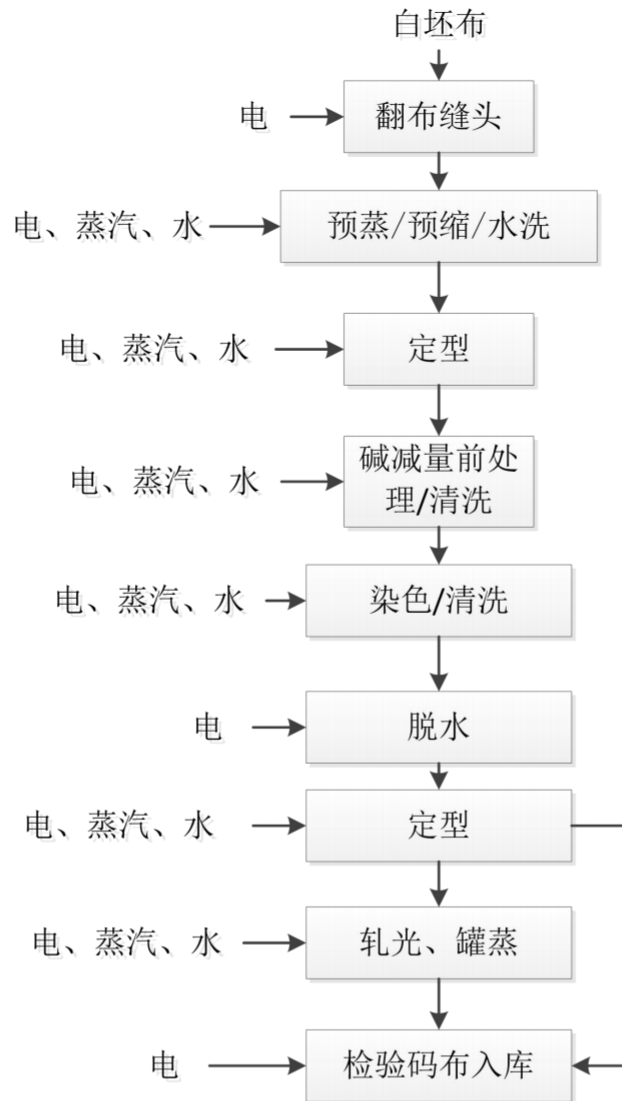 白坯布
电
翻布缝头
电、蒸汽、水
预蒸/预缩/水洗
电、蒸汽、水
定型
电、蒸汽、水
碱减量前处
理/清洗
电、蒸汽、水
染色/清洗
电
脱水
电、蒸汽、水
定型
电、蒸汽、水
轧光、罐蒸
电
检验码布入库